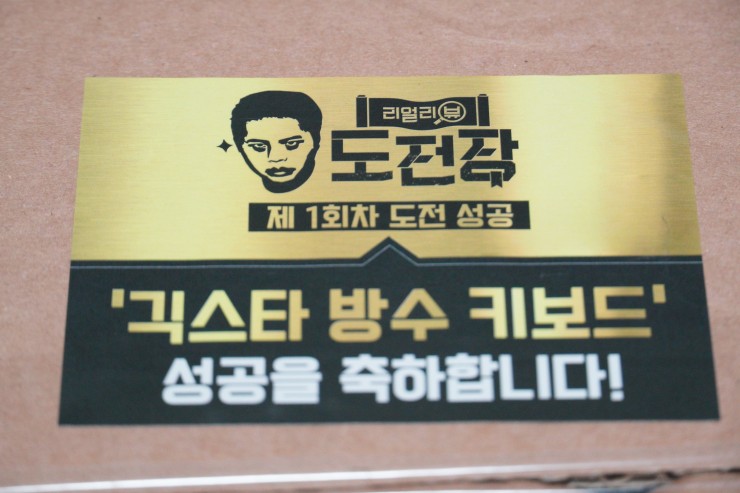 리얼리뷰
도전장
제 1회차 도전 성공
'긱스타 방수 키보드'
성공을 축하합니다!